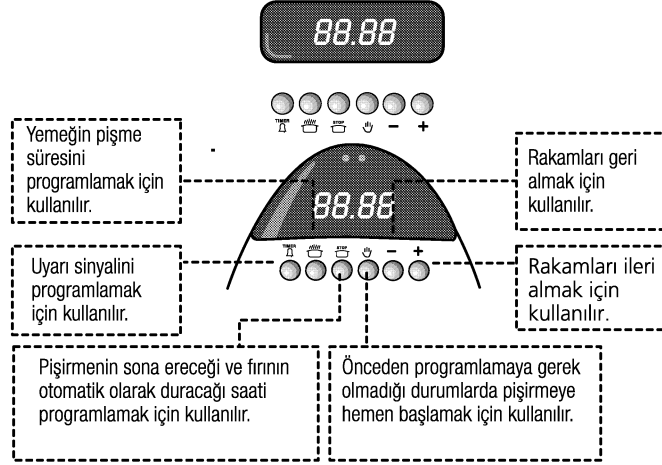 88.88
TIMER STOP − +
Yemeğin pişme
süresini
programlamak için
kullanılır.
88.88
Rakamları geri
almak için
kullanılır.
TIMER STOP − +
Uyarı sinyalini
programlamak
için kullanılır.
Rakamları ileri
almak için
kullanılır.
Pişirmenin sona ereceği ve fırının
otomatik olarak duracağı saati
programlamak için kullanılır.
Önceden programlamaya gerek
olmadığı durumlarda pişirmeye
hemen başlamak için kullanılır.